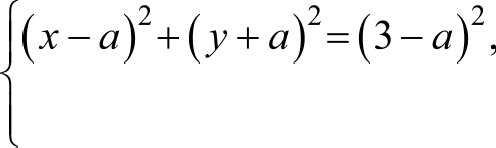 {(x − a)² + (y + a)² = (3 − a)²,